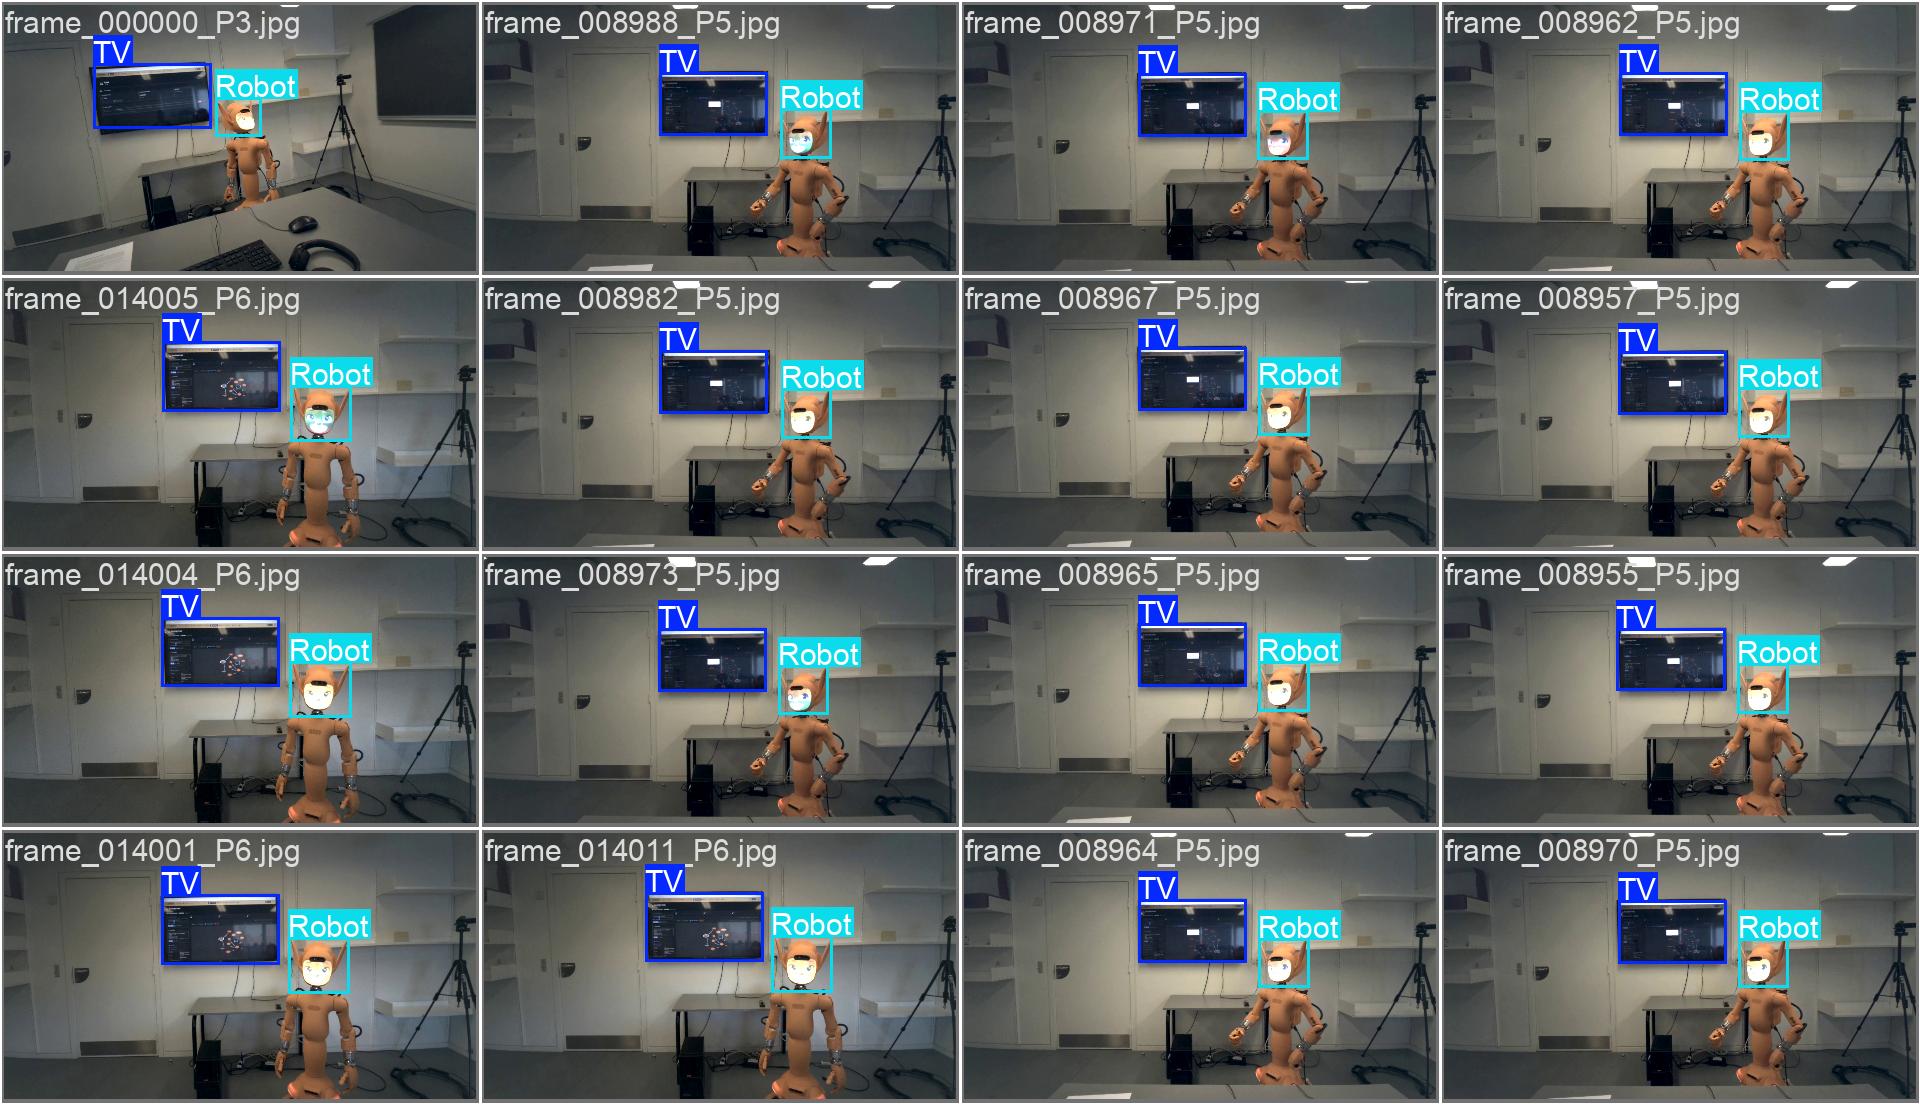 frame_000000_P3.jpg
TV
Robot
frame_008988_P5.jpg
TV
Robot
frame_008971_P5.jpg
TV
Robot
frame_008962_P5.jpg
TV
Robot
frame_014005_P6.jpg
TV
Robot
frame_008982_P5.jpg
TV
Robot
frame_008967_P5.jpg
TV
Robot
frame_008957_P5.jpg
TV
Robot
frame_014004_P6.jpg
TV
Robot
frame_008973_P5.jpg
TV
Robot
frame_008965_P5.jpg
TV
Robot
frame_008955_P5.jpg
TV
Robot
frame_014001_P6.jpg
TV
Robot
frame_014011_P6.jpg
TV
Robot
frame_008964_P5.jpg
TV
Robot
frame_008970_P5.jpg
TV
Robot